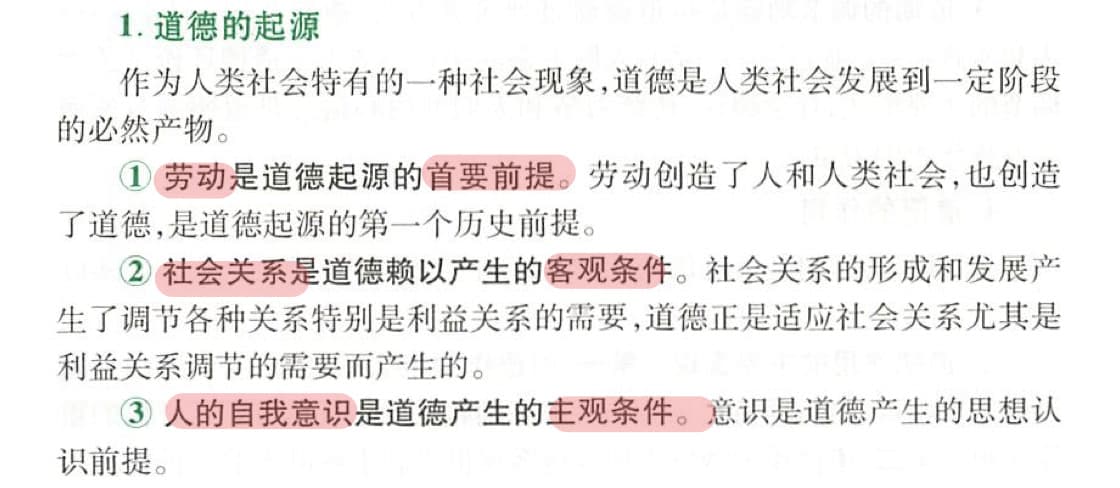 1. 道德的起源
作为人类社会特有的一种社会现象,道德是人类社会发展到一定阶段
的必然产物。
① 劳动是道德起源的首要前提。劳动创造了人和人类社会,也创造
了道德,是道德起源的第一个历史前提。
② 社会关系是道德赖以产生的客观条件。社会关系的形成和发展产
生了调节各种关系特别是利益关系的需要,道德正是适应社会关系尤其是
利益关系调节的需要而产生的。
③ 人的自我意识是道德产生的主观条件。意识是道德产生的思想认
识前提。